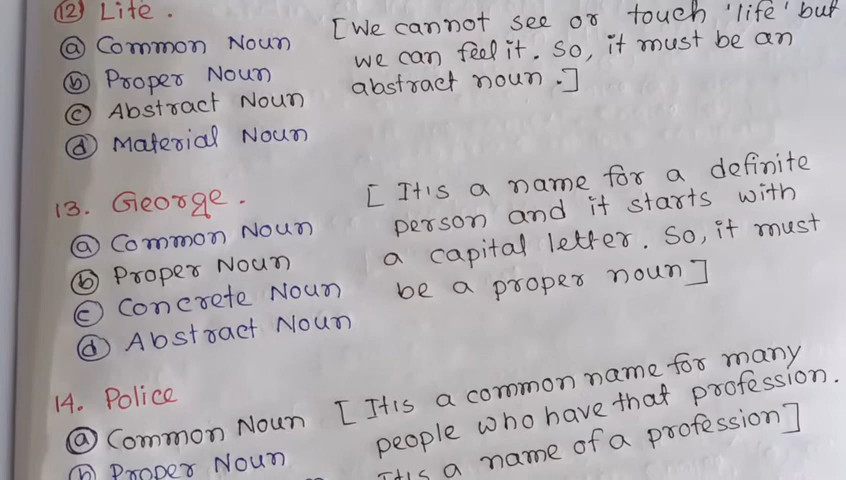 (12) Life.
(a) Common Noun
(b) Proper Noun
(c) Abstract Noun
(d) Material Noun
[We cannot see or touch 'life' but
we can feel it. So, it must be an
abstract noun.]
13. George.
(a) Common Noun
(b) Proper Noun
(c) Concrete Noun
(d) Abstract Noun
[It's a name for a definite
person and it starts with
a capital letter. So, it must
be a proper noun]
14. Police
(a) Common Noun
(b) Proper Noun
[It is a common name for many
people who have that profession.
It is a name of a profession]